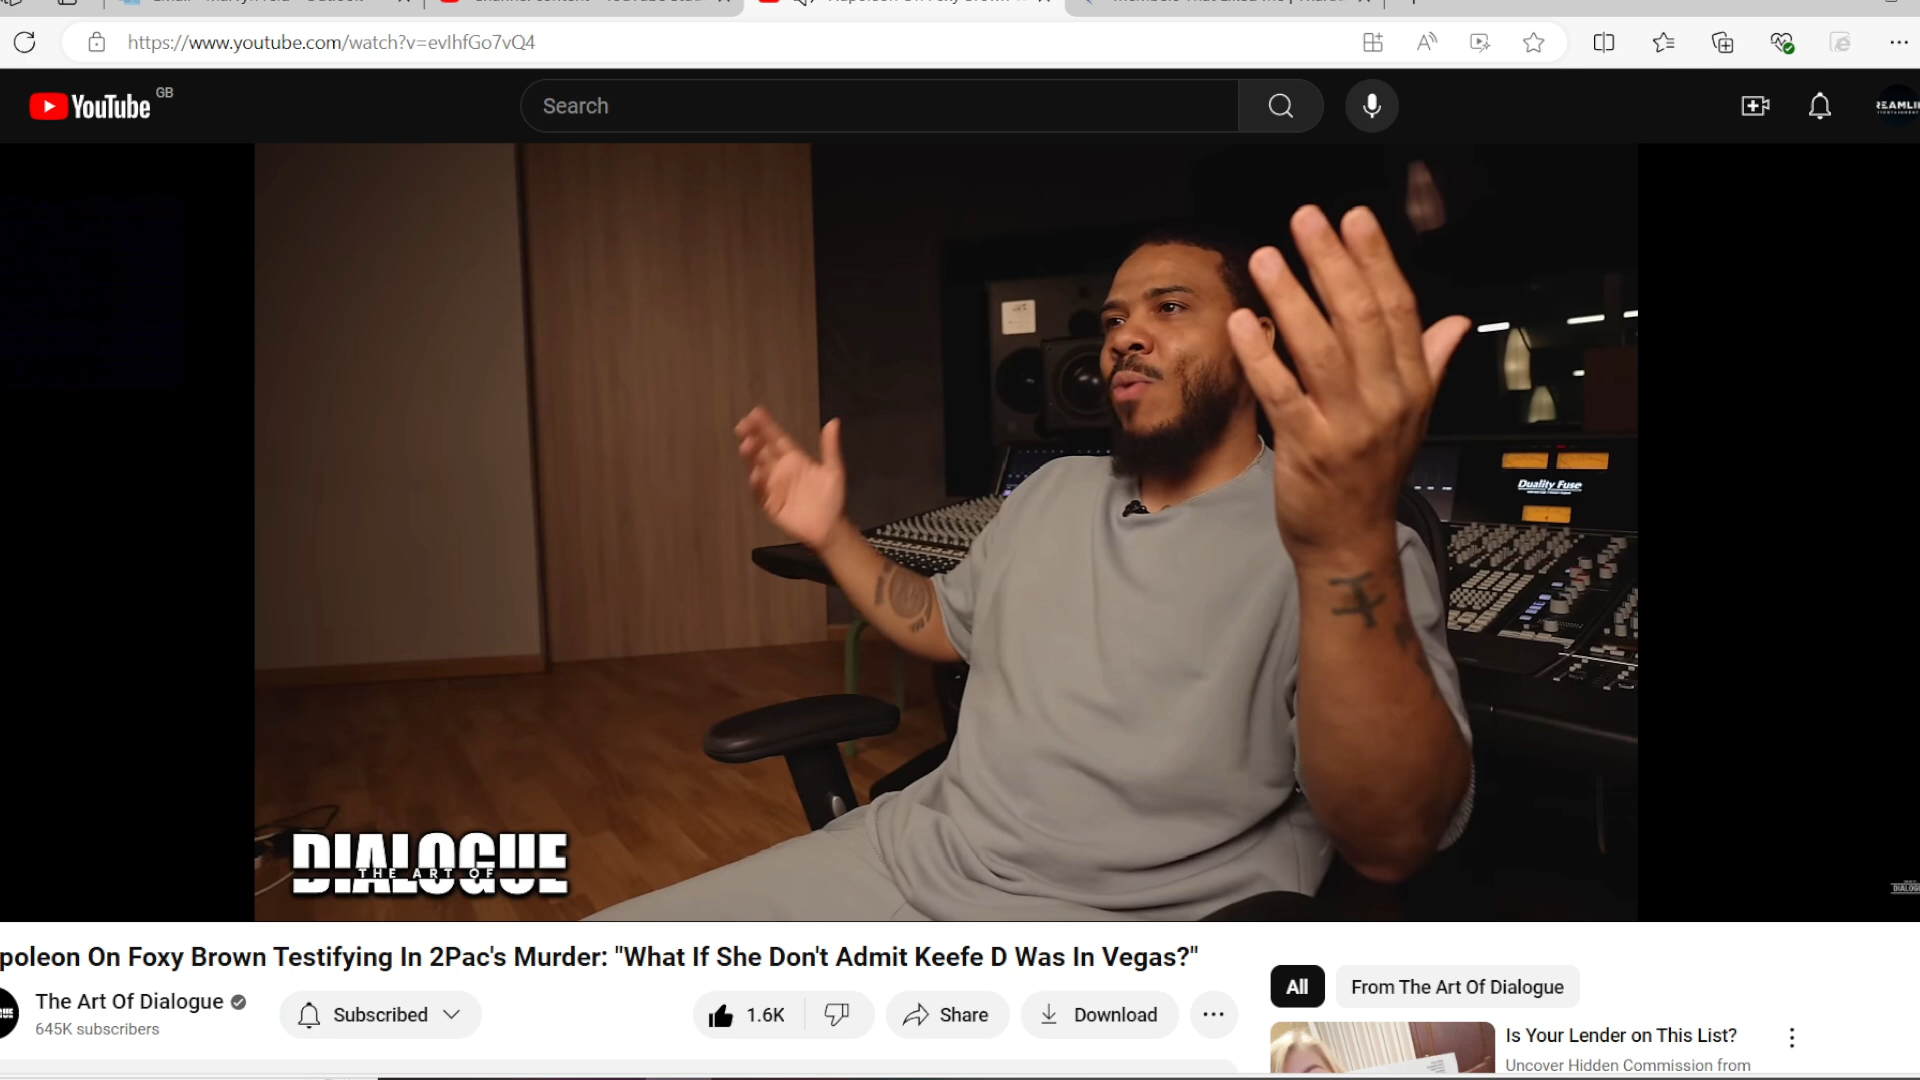 https://www.youtube.com/watch?v=evIhfGo7vQ4
YouTube GB
Search
Duality Fuse
DIALOGUE
THE ART OF
poleon On Foxy Brown Testifying In 2Pac's Murder: "What If She Don't Admit Keefe D Was In Vegas?"
The Art Of Dialogue
645K subscribers
Subscribed
1.6K
Share
Download
All
From The Art Of Dialogue
Is Your Lender on This List?
Uncover Hidden Commission from